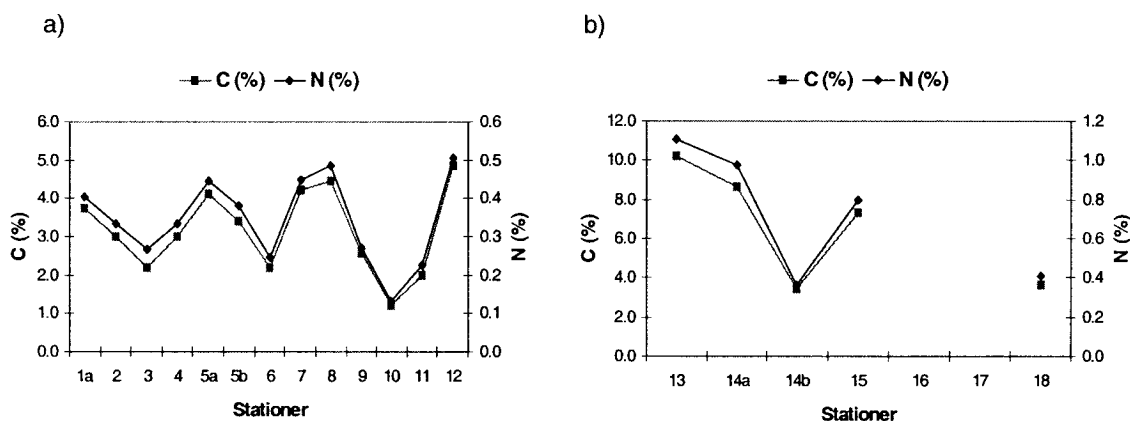 a)
C (%) N (%)
6.0
5.0
4.0
3.0
2.0
1.0
0.0
C (%)
0.6
0.5
0.4
0.3
0.2
0.1
0.0
N (%)
1a 2 3 4 5a 5b 6 7 8 9 10 11 12
Stationer
b)
C (%) N (%)
12.0
10.0
8.0
6.0
4.0
2.0
0.0
C (%)
1.2
1.0
0.8
0.6
0.4
0.2
0.0
N (%)
13 14a 14b 15 16 17 18
Stationer